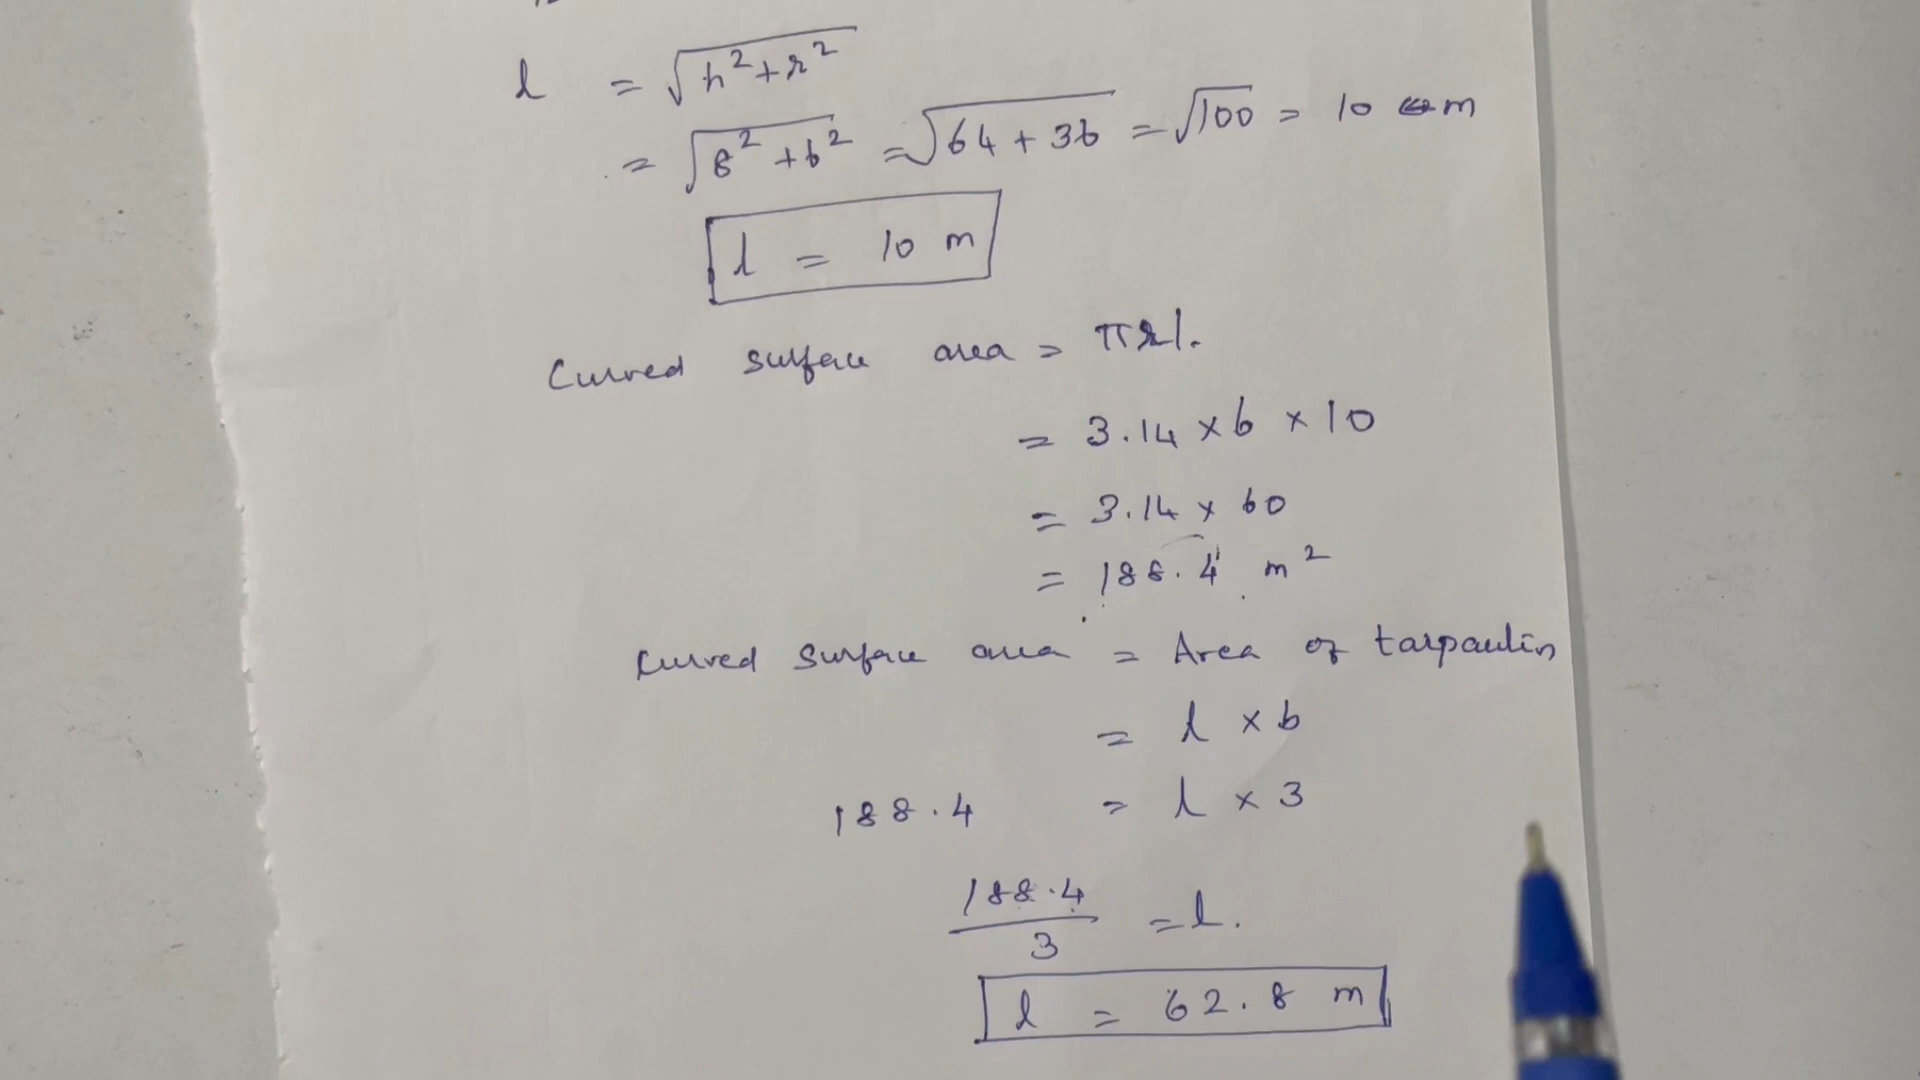 l = √h²+r²
= √8²+6² = √64+36 = √100 = 10 m
l = 10 m
Curved surface area = πrl.
= 3.14 × 6 × 10
= 3.14 × 60
= 188.4 m²
Curved surface area = Area of tarpaulin
= l × b
188.4 = l × 3
188.4/3 = l.
l = 62.8 m